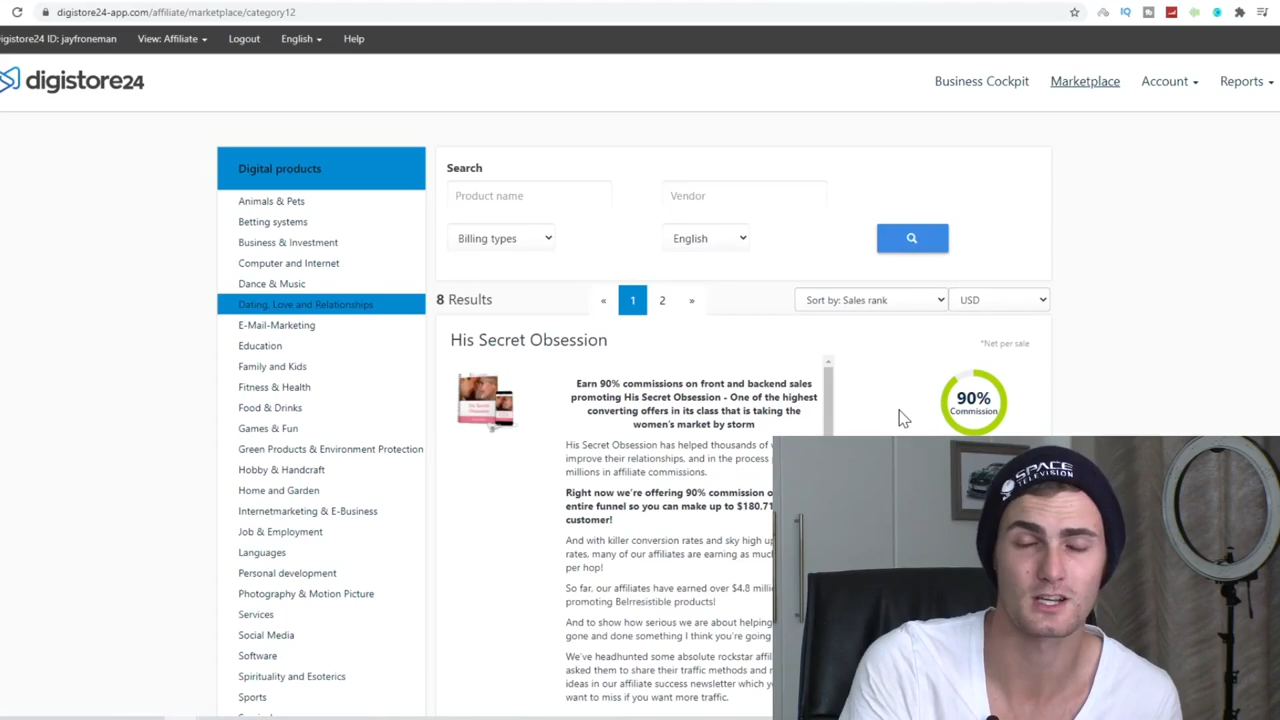 digistore24-app.com/affiliate/marketplace/category12
igistore24 ID: jayfroneman
View: Affiliate
Logout
English
Help
digistore24
Business Cockpit
Marketplace
Account
Reports
Digital products
Animals & Pets
Betting systems
Business & Investment
Computer and Internet
Dance & Music
Dating, Love and Relationships
E-Mail-Marketing
Education
Family and Kids
Fitness & Health
Food & Drinks
Games & Fun
Green Products & Environment Protection
Hobby & Handcraft
Home and Garden
Internetmarketing & E-Business
Job & Employment
Languages
Personal development
Photography & Motion Picture
Services
Social Media
Software
Spirituality and Esoterics
Sports
Search
Product name
Vendor
Billing types
English
8 Results
«
1
2
»
Sort by: Sales rank
USD
His Secret Obsession
*Net per sale
Earn 90% commissions on front and backend sales
promoting His Secret Obsession - One of the highest
converting offers in its class that is taking the
women's market by storm
90%
Commission
His Secret Obsession has helped thousands of
improve their relationships, and in the process
millions in affiliate commissions.
Right now we're offering 90% commission o
entire funnel so you can make up to $180.71
customer!
And with killer conversion rates and sky high up
rates, many of our affiliates are earning as much
per hop!
So far, our affiliates have earned over $4.8 milli
promoting BeIrresistible products!
And to show how serious we are about helping
gone and done something I think you're going
We've headhunted some absolute rockstar affil
asked them to share their traffic methods and
ideas in our affiliate success newsletter which y
want to miss if you want more traffic.
SPACE
TELEVISION